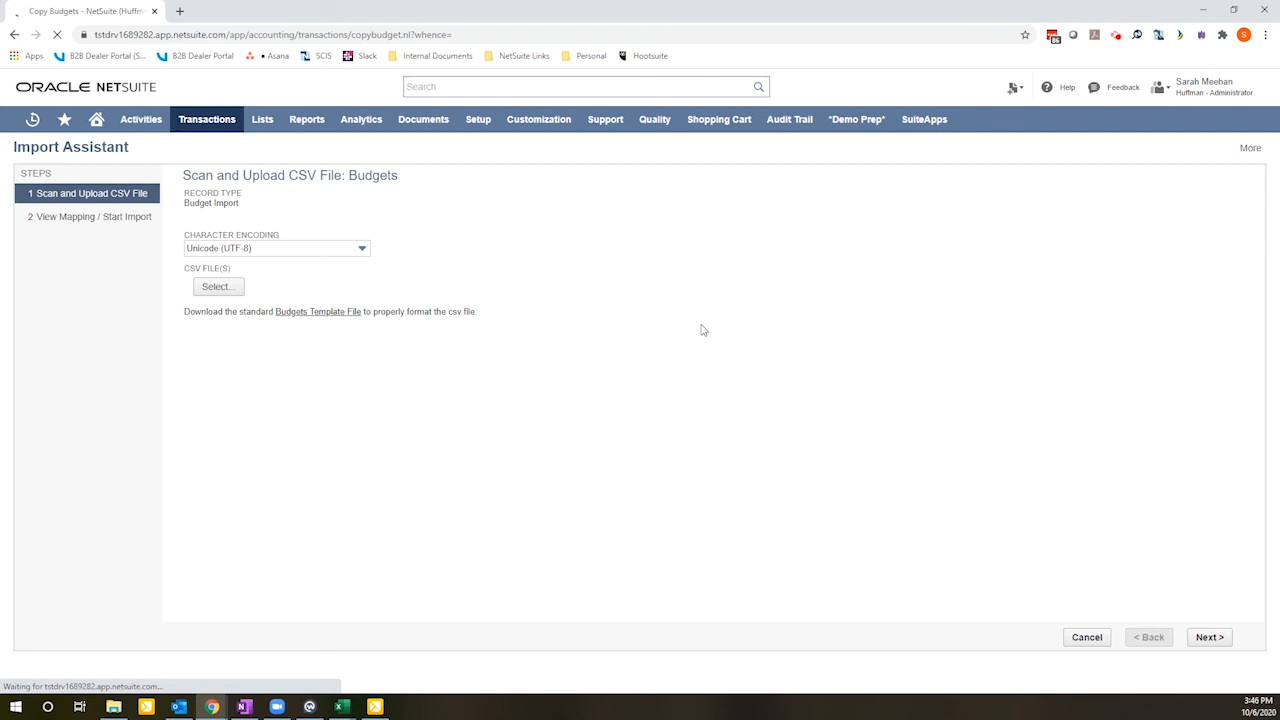 Copy Budgets - NetSuite (Huffm
tstdrv1689282.app.netsuite.com/app/accounting/transactions/copybudget.nl?whence=
86
S
Apps
B2B Dealer Portal (S...
B2B Dealer Portal
• Asana
SCIS
Slack
Internal Documents
NetSuite Links
Personal
Hootsuite
ORACLE NETSUITE
Search
Help
Feedback
Sarah Meehan
Huffman - Administrator
Activities
Transactions
Lists
Reports
Analytics
Documents
Setup
Customization
Support
Quality
Shopping Cart
Audit Trail
*Demo Prep*
SuiteApps
Import Assistant
More
STEPS
1 Scan and Upload CSV File
2 View Mapping / Start Import
Scan and Upload CSV File: Budgets
RECORD TYPE
Budget Import
CHARACTER ENCODING
Unicode (UTF-8)
CSV FILE(S)
Select...
Download the standard Budgets Template File to properly format the csv file.
Cancel
< Back
Next >
Waiting for tstdrv1689282.app.netsuite.com...
3:46 PM
10/6/2020